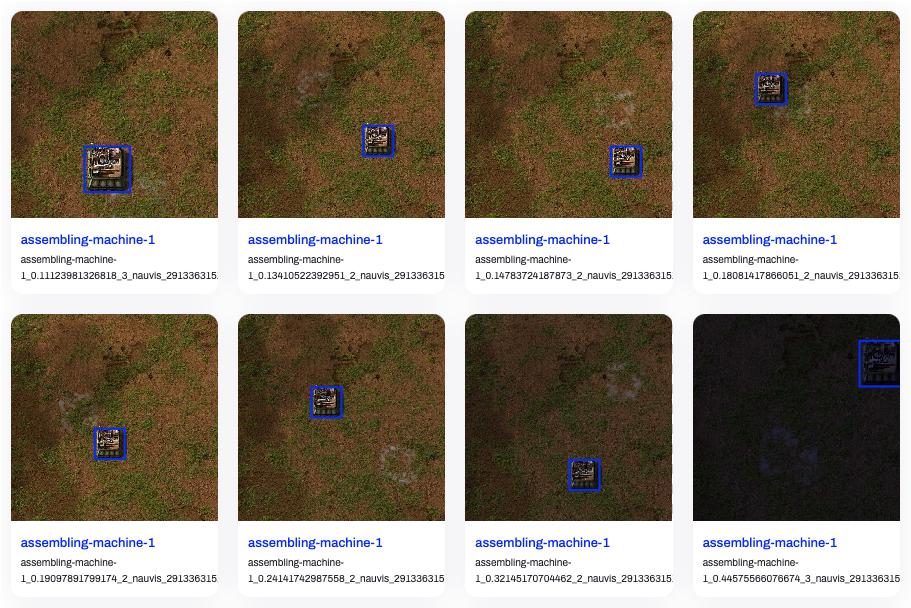 assembling-machine-1
assembling-machine-
1_0.11123981326818_3_nauvis_291336315
assembling-machine-1
assembling-machine-
1_0.13410522392951_2_nauvis_291336315
assembling-machine-1
assembling-machine-
1_0.14783724187873_2_nauvis_291336315
assembling-machine-1
assembling-machine-
1_0.18081417866051_2_nauvis_291336315
assembling-machine-1
assembling-machine-
1_0.19097891799174_2_nauvis_291336315
assembling-machine-1
assembling-machine-
1_0.24141742987558_2_nauvis_291336315
assembling-machine-1
assembling-machine-
1_0.32145170704462_2_nauvis_291336315
assembling-machine-1
assembling-machine-
1_0.44575566076674_3_nauvis_291336315